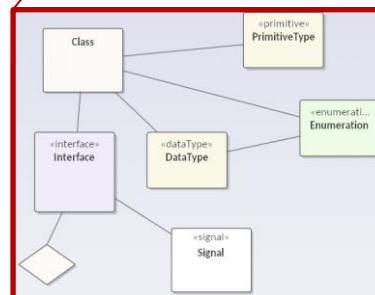 «primitive»
PrimitiveType
Class
«enumerati...
Enumeration
«interface»
Interface
«dataType»
DataType
«signal»
Signal